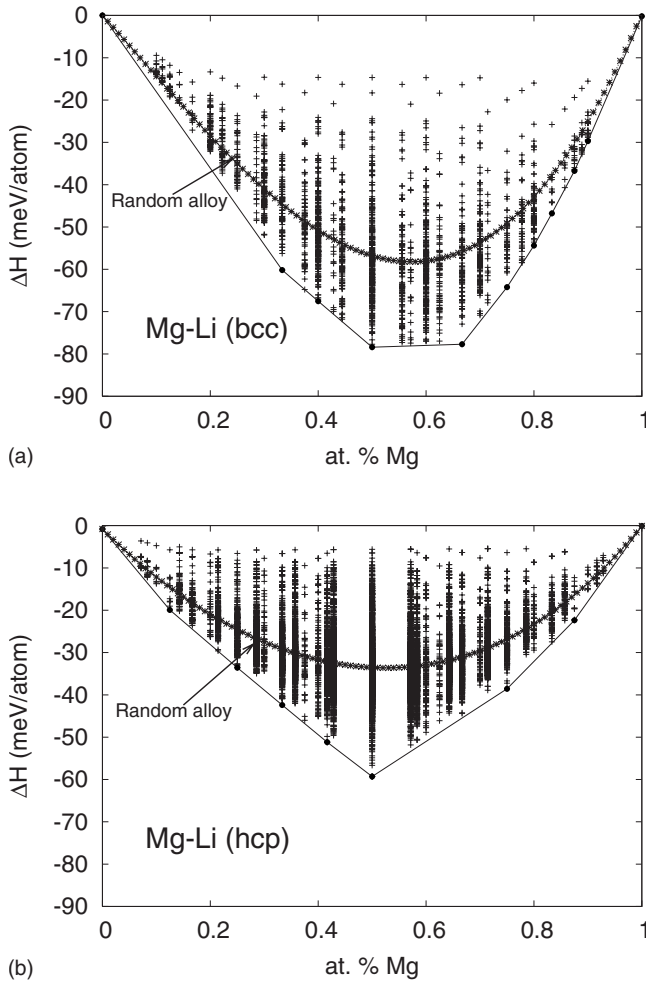 0
-10
-20
-30
-40
-50
-60
-70
-80
-90
ΔH (meV/atom)
Random alloy
Mg-Li (bcc)
0 0.2 0.4 0.6 0.8 1
(a) at. % Mg
0
-10
-20
-30
-40
-50
-60
-70
-80
-90
ΔH (meV/atom)
Random alloy
Mg-Li (hcp)
0 0.2 0.4 0.6 0.8 1
(b) at. % Mg